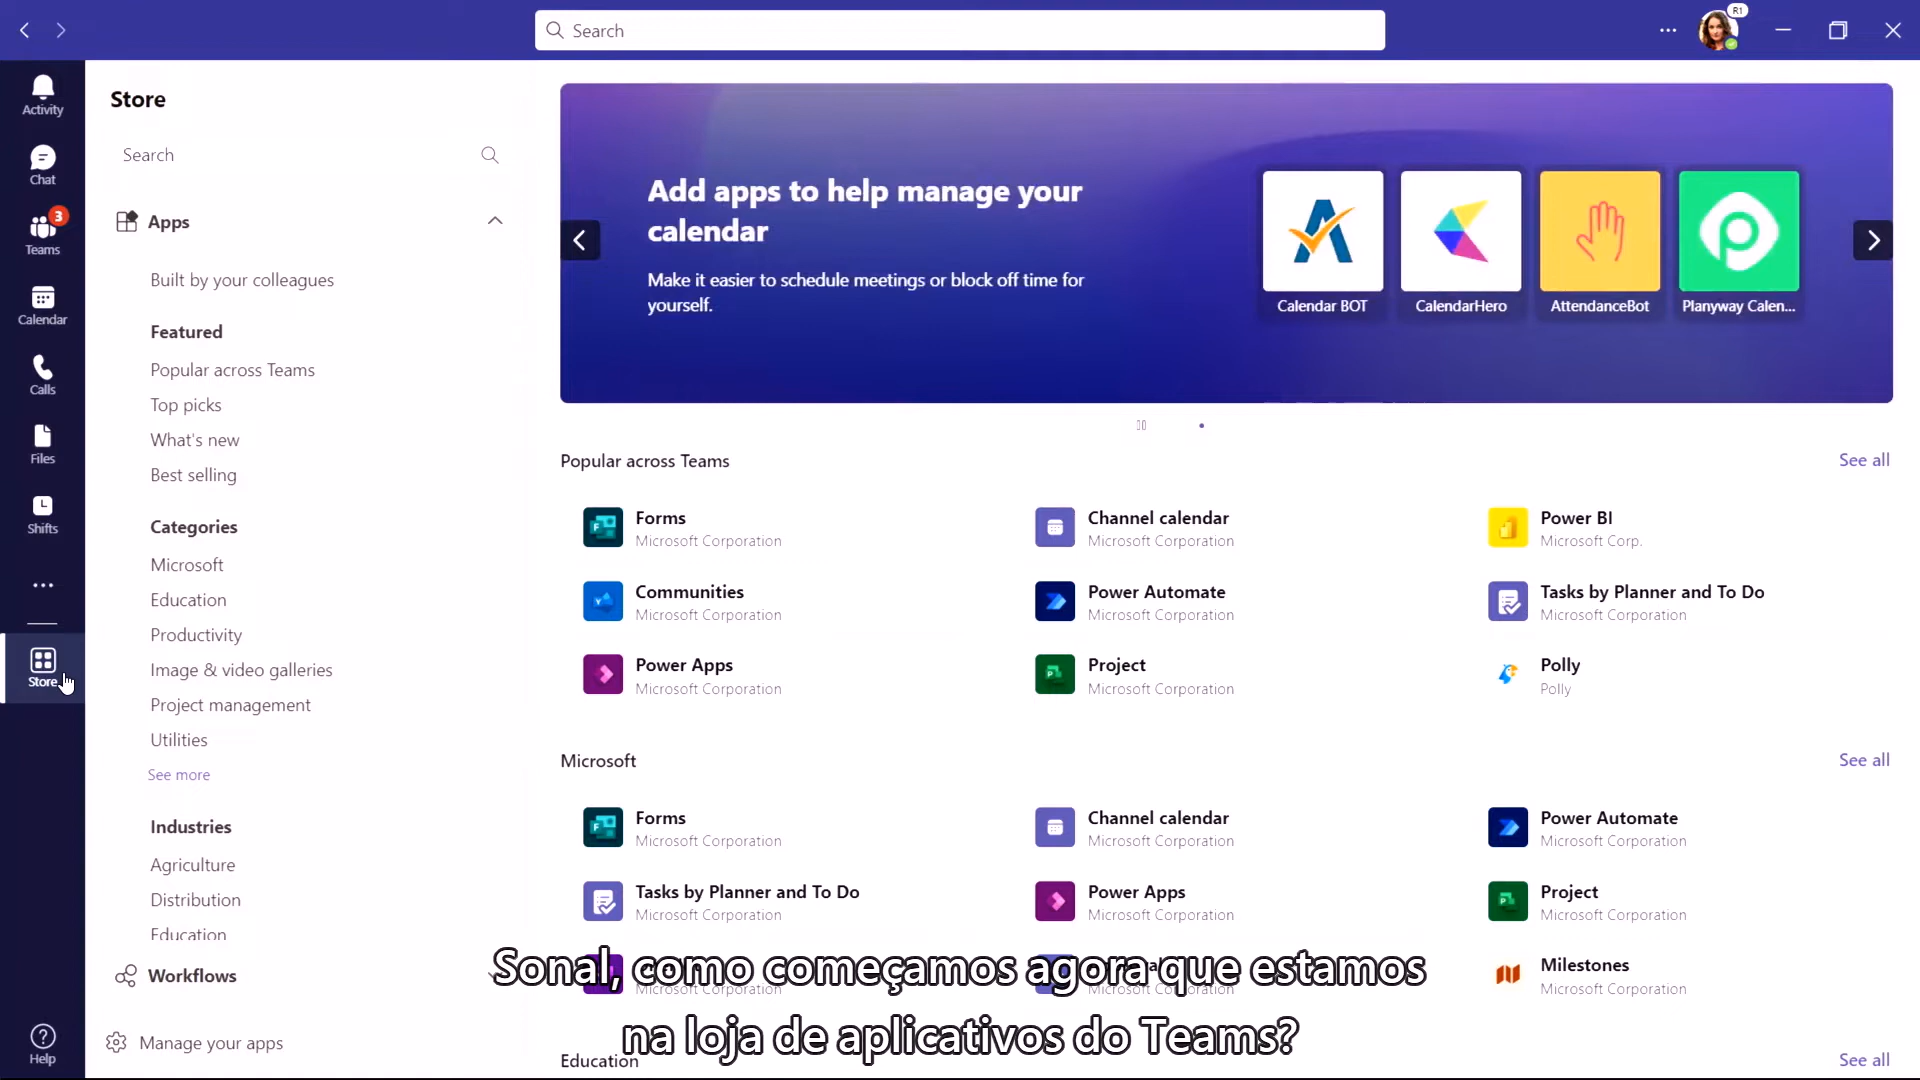 Search
R1
Activity
Chat
3
Teams
Calendar
Calls
Files
Shifts
Store
Help
Store
Search
Apps
Built by your colleagues
Featured
Popular across Teams
Top picks
What's new
Best selling
Categories
Microsoft
Education
Productivity
Image & video galleries
Project management
Utilities
See more
Industries
Agriculture
Distribution
Education
Workflows
Manage your apps
Add apps to help manage your
calendar
Make it easier to schedule meetings or block off time for
yourself.
Calendar BOT
CalendarHero
AttendanceBot
Planyway Calen...
Popular across Teams
See all
Forms
Microsoft Corporation
Channel calendar
Microsoft Corporation
Power BI
Microsoft Corp.
Communities
Microsoft Corporation
Power Automate
Microsoft Corporation
Tasks by Planner and To Do
Microsoft Corporation
Power Apps
Microsoft Corporation
Project
Microsoft Corporation
Polly
Polly
Microsoft
See all
Forms
Microsoft Corporation
Channel calendar
Microsoft Corporation
Power Automate
Microsoft Corporation
Tasks by Planner and To Do
Microsoft Corporation
Power Apps
Microsoft Corporation
Project
Microsoft Corporation
Milestones
Microsoft Corporation
Education
See all
Sonal, como começamos agora que estamos
na loja de aplicativos do Teams?